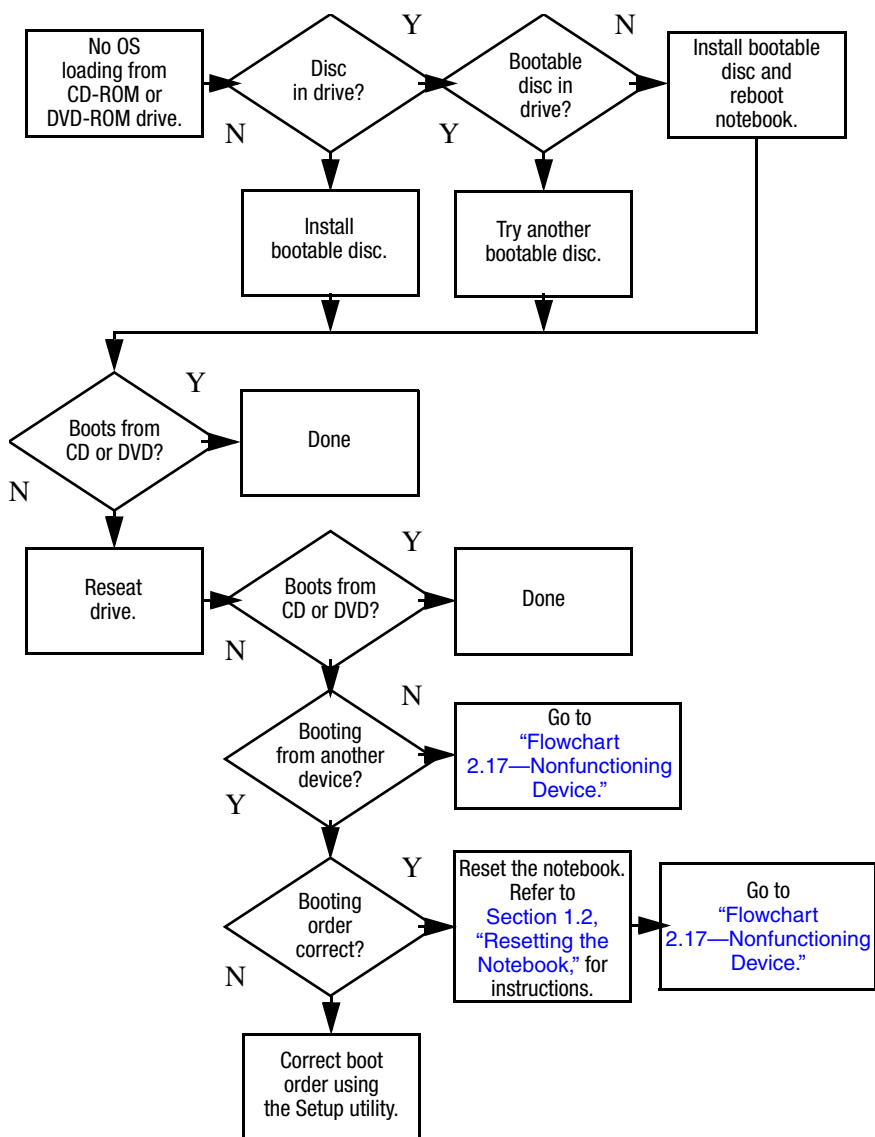 Y
N
No OS
loading from
CD-ROM or
DVD-ROM drive.
Disc
in drive?
Bootable
disc in
drive?
Install bootable
disc and
reboot
notebook.
N
Y
Install
bootable disc.
Try another
bootable disc.
Y
Boots from
CD or DVD?
Done
N
Y
Reseat
drive.
Boots from
CD or DVD?
Done
N
N
Booting
from another
device?
Go to
“Flowchart
2.17—Nonfunctioning
Device.”
Y
Y
Booting
order
correct?
Reset the notebook.
Refer to
Section 1.2,
“Resetting the
Notebook,” for
instructions.
Go to
“Flowchart
2.17—Nonfunctioning
Device.”
N
Correct boot
order using
the Setup utility.